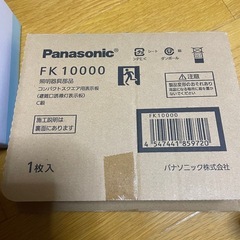 Panasonic
FK10000
照明器具部品
コンパクトスクエア用表示板
(避難口誘導灯表示板)
C級
注意
施工説明は
裏面にあります
FK10000
4 547441 859720
1枚入
パナソニック株式会社